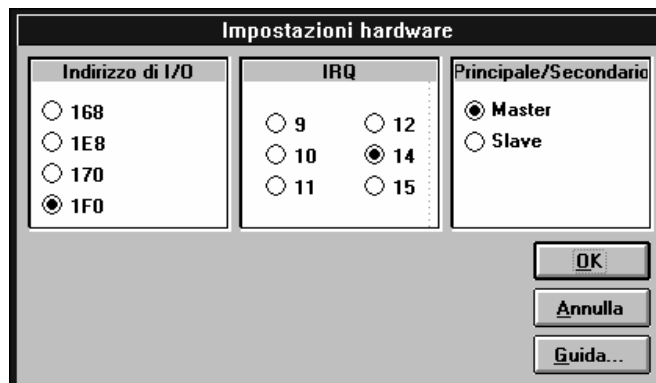 Impostazioni hardware
Indirizzo di I/O
168
1E8
170
1F0
IRQ
9
10
11
12
14
15
Principale/Secondario
Master
Slave
OK
Annulla
Guida...